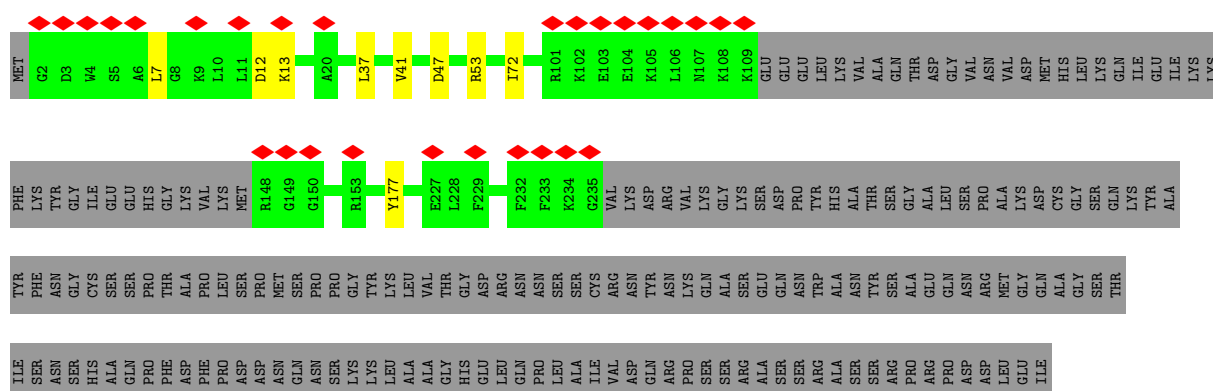 MET G2 D3 W4 S5 A6 L7 G8 K9 L10 L11 D12 K13 A20 L37 V41 D47 R53 I72 R101 K102 E103 E104 K105 L106 N107 K108 K109 GLU GLU GLU LEU LYS VAL ALA GLN THR ASP GLY VAL ASN VAL ASP MET HIS LEU LYS GLN ILE GLU ILE LYS LYS
PHE LYS TYR GLY ILE GLU GLU HIS GLY LYS VAL LYS MET R148 G149 G150 R153 Y177 E227 L228 F229 F232 F233 K234 G235 VAL LYS ASP ARG VAL LYS GLY LYS SER ASP PRO TYR HIS ALA THR SER GLY ALA LEU SER PRO ALA LYS ASP CYS GLY SER GLN LYS TYR ALA
TYR PHE ASN GLY CYS SER SER PRO THR ALA PRO LEU SER PRO MET SER PRO PRO GLY TYR LYS LEU VAL THR GLY ASP ARG ASN ASN SER SER CYS ARG ASN TYR ASN LYS GLN ALA SER GLU GLN ASN TRP ALA ASN TYR SER ALA GLU GLN ASN ARG MET GLY GLN ALA GLY SER THR
ILE SER ASN SER HIS ALA GLN PRO PHE ASP PHE PRO ASP ASP ASN GLN ASN SER LYS LYS LEU ALA ALA GLY HIS GLU LEU GLN PRO LEU ALA ILE VAL ASP GLN ARG PRO SER SER ARG ALA SER SER ARG ALA SER SER ARG PRO ARG PRO ASP ASP LEU GLU ILE